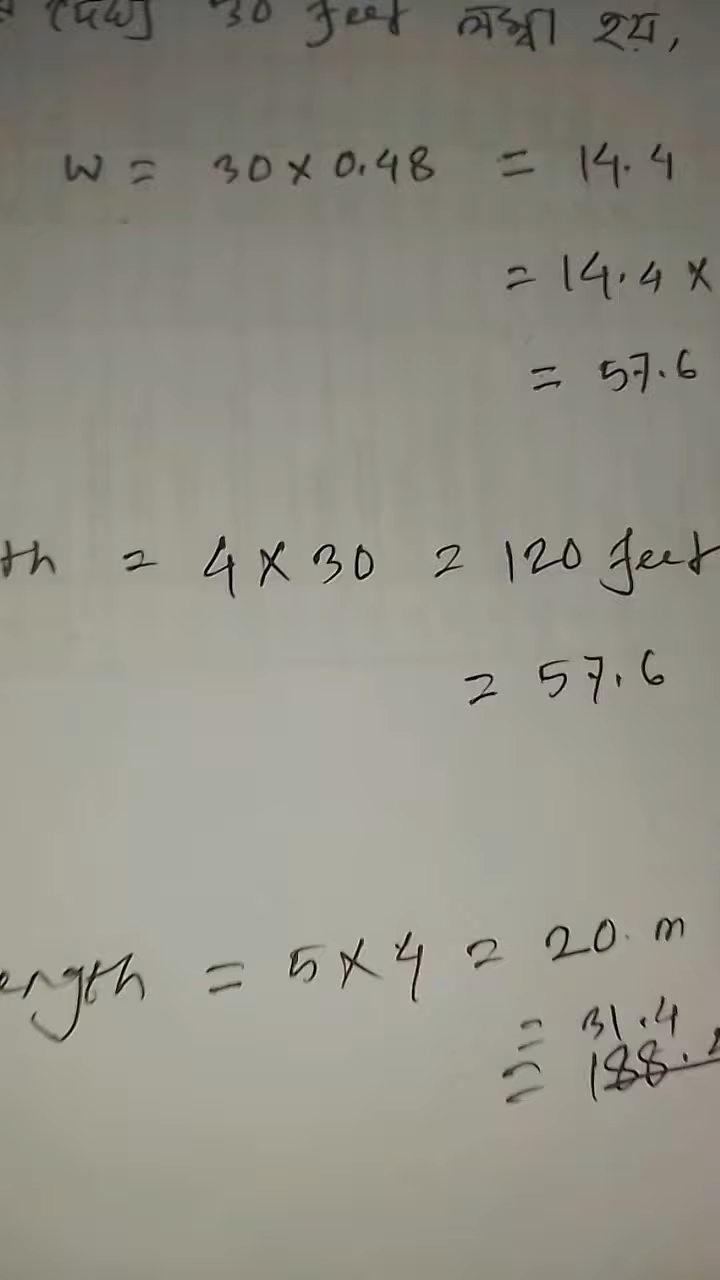 30 feet লম্বা হয়,
W = 30 × 0.48 = 14.4
= 14.4 ×
= 57.6
th = 4 × 30 = 120 feet
= 57.6
ength = 5 × 4 = 20 m
= 31.4
= 188.